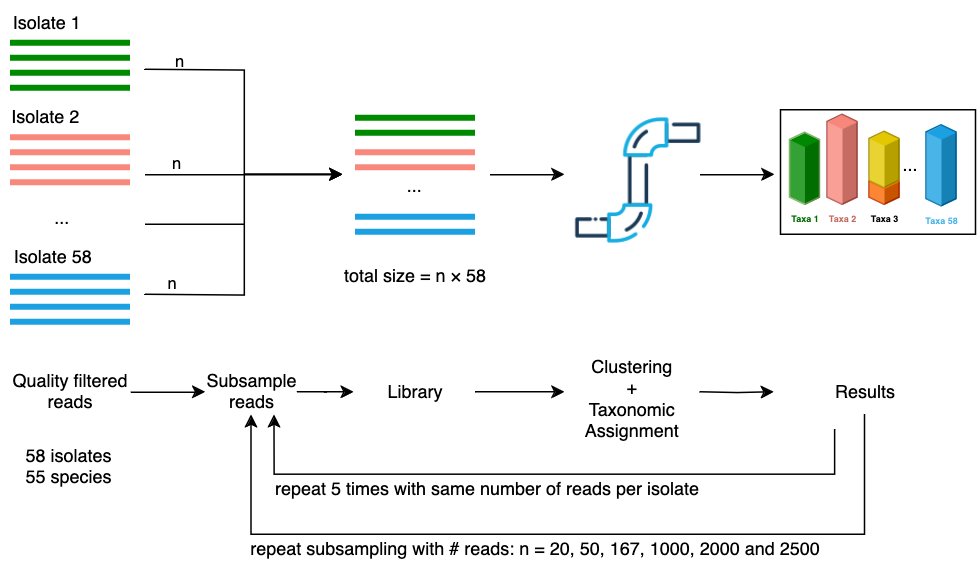 Isolate 1
n
Isolate 2
n
...
...
Isolate 58
n
total size = n × 58
Taxa 1
Taxa 2
Taxa 3
...
Taxa 58
Quality filtered
reads
Subsample
reads
Library
Clustering
+
Taxonomic
Assignment
Results
58 isolates
55 species
repeat 5 times with same number of reads per isolate
repeat subsampling with # reads: n = 20, 50, 167, 1000, 2000 and 2500